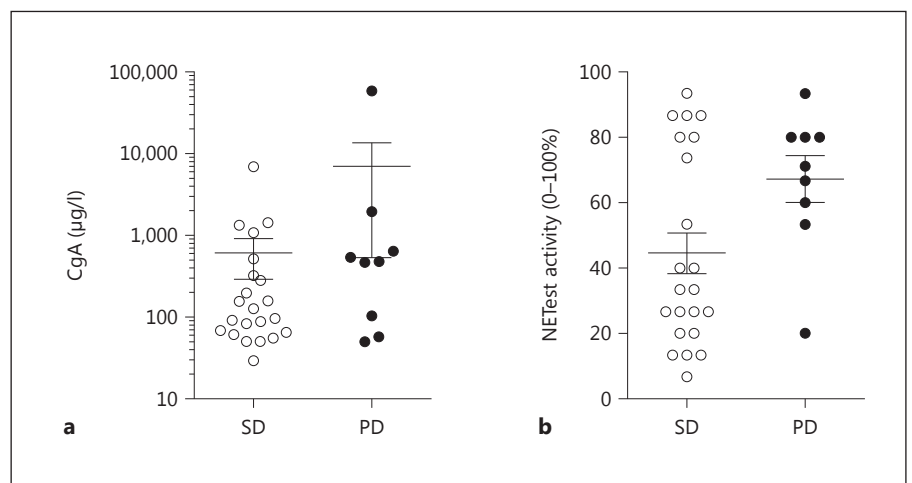 CgA (µg/l)
100,000
10,000
1,000
100
10
SD
PD
a
NETest activity (0–100%)
100
80
60
40
20
0
SD
PD
b